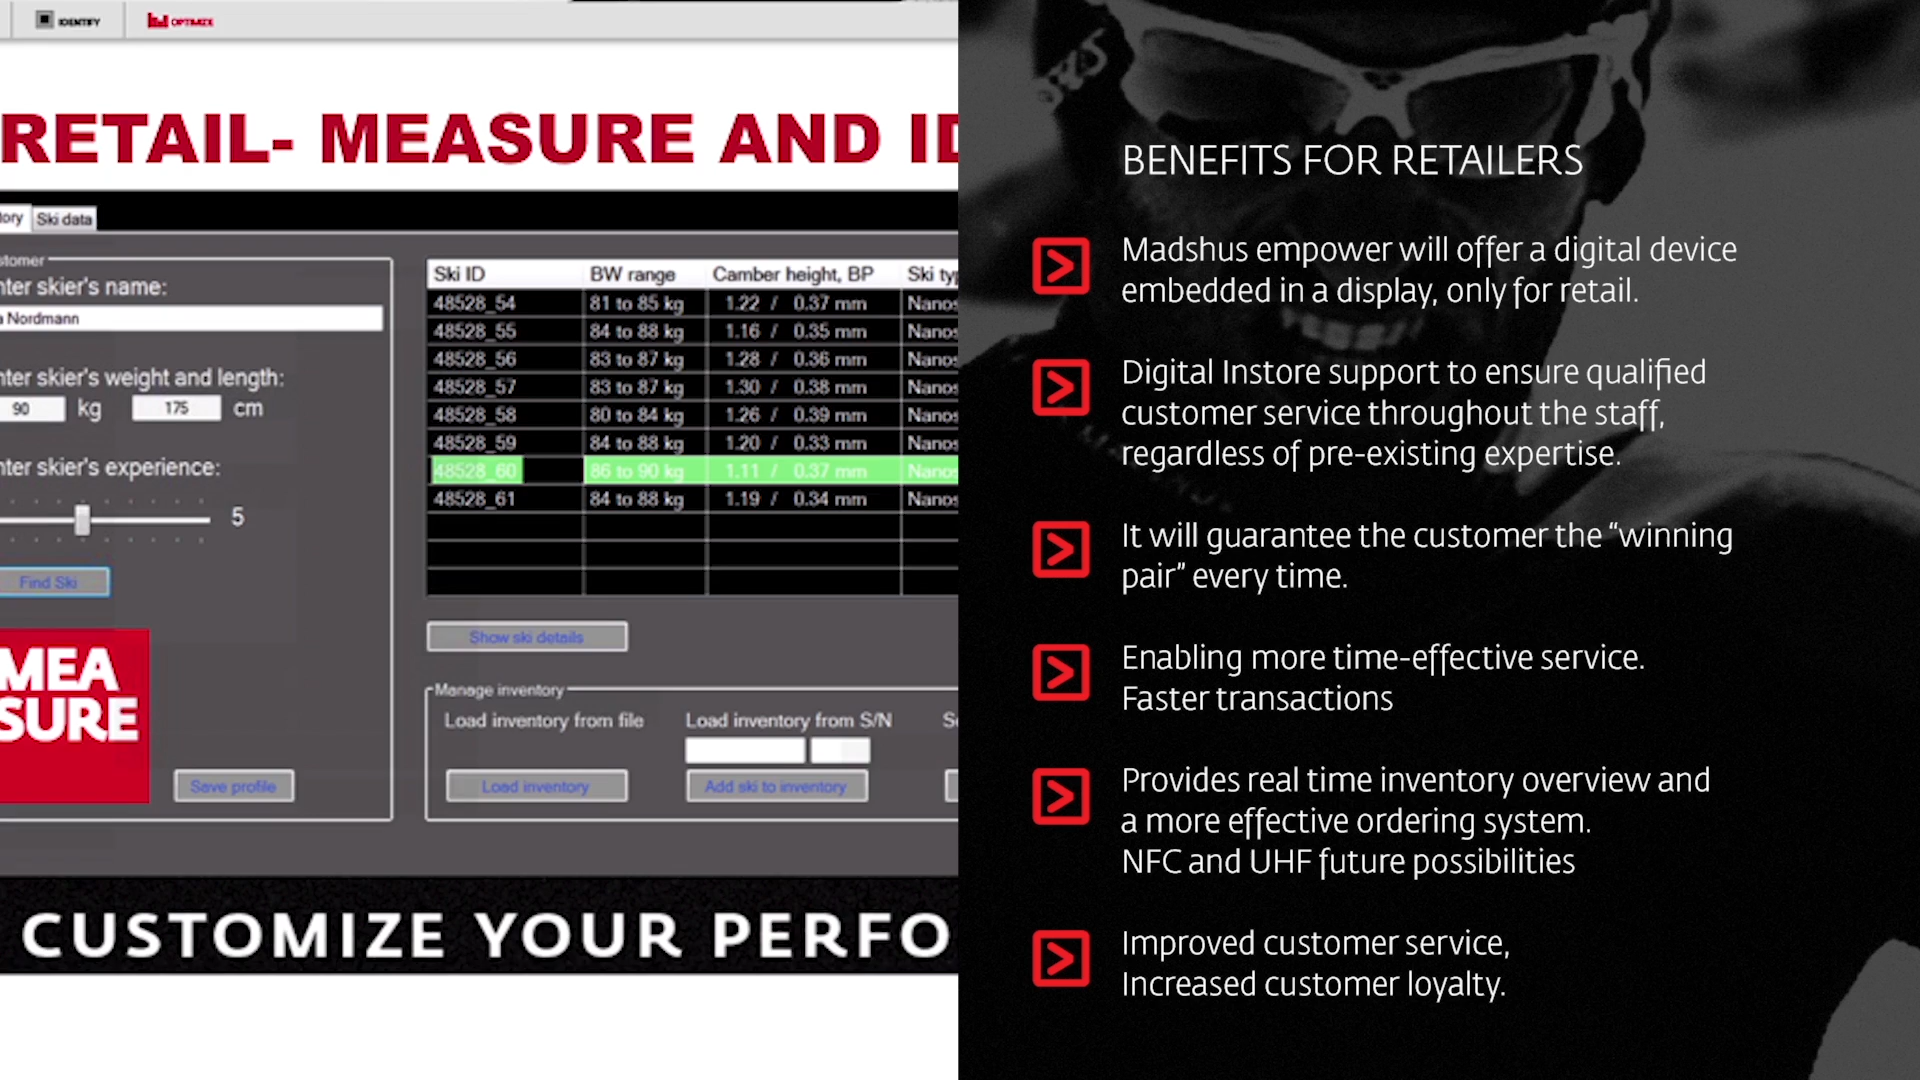 IDENTIFY
OPTIMIZE
RETAIL- MEASURE AND
Ski data
Enter skier's name:
Nordmann
skier's weight and length:
90 kg 175 cm
skier's experience:
5
Find Ski
MEA
SURE
Save profile
Ski ID BW range Camber height, BP Ski
48528_54 81 to 85 kg 1.22 / 0.37 mm
48528_55 84 to 88 kg 1.16 / 0.35 mm
48528_56 83 to 87 kg 1.28 / 0.36 mm
48528_57 83 to 87 kg 1.30 / 0.38 mm
48528_58 80 to 84 kg 1.26 / 0.39 mm
48528_59 84 to 88 kg 1.20 / 0.33 mm
48528_60 86 to 90 kg 1.11 / 0.37 mm
48528_61 84 to 88 kg 1.19 / 0.34 mm
Show ski details
Manage inventory
Load inventory from file Load inventory from S/N
Load inventory Add ski to inventory
CUSTOMIZE YOUR PERFO
BENEFITS FOR RETAILERS
Madshus empower will offer a digital device
embedded in a display, only for retail.
Digital Instore support to ensure qualified
customer service throughout the staff,
regardless of pre-existing expertise.
It will guarantee the customer the “winning
pair” every time.
Enabling more time-effective service.
Faster transactions
Provides real time inventory overview and
a more effective ordering system.
NFC and UHF future possibilities
Improved customer service,
Increased customer loyalty.